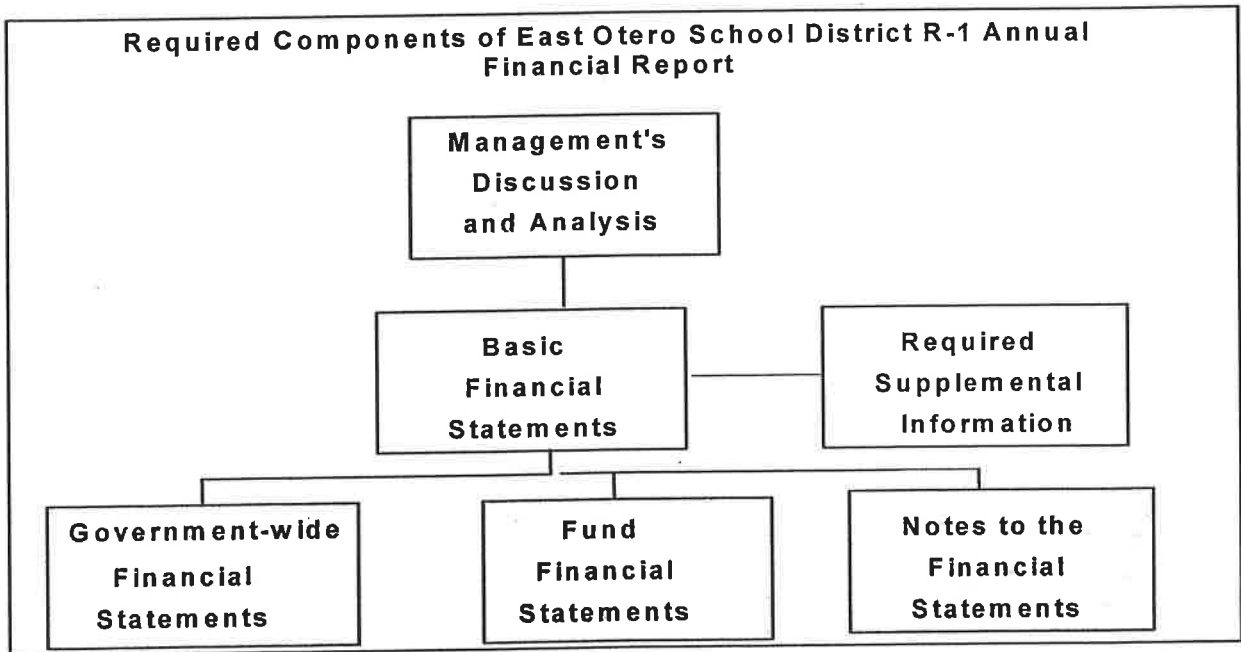 Required Components of East Otero School District R-1 Annual
Financial Report
Management's
Discussion
and Analysis
Basic
Financial
Statements
Required
Supplemental
Information
Government-wide
Financial
Statements
Fund
Financial
Statements
Notes to the
Financial
Statements